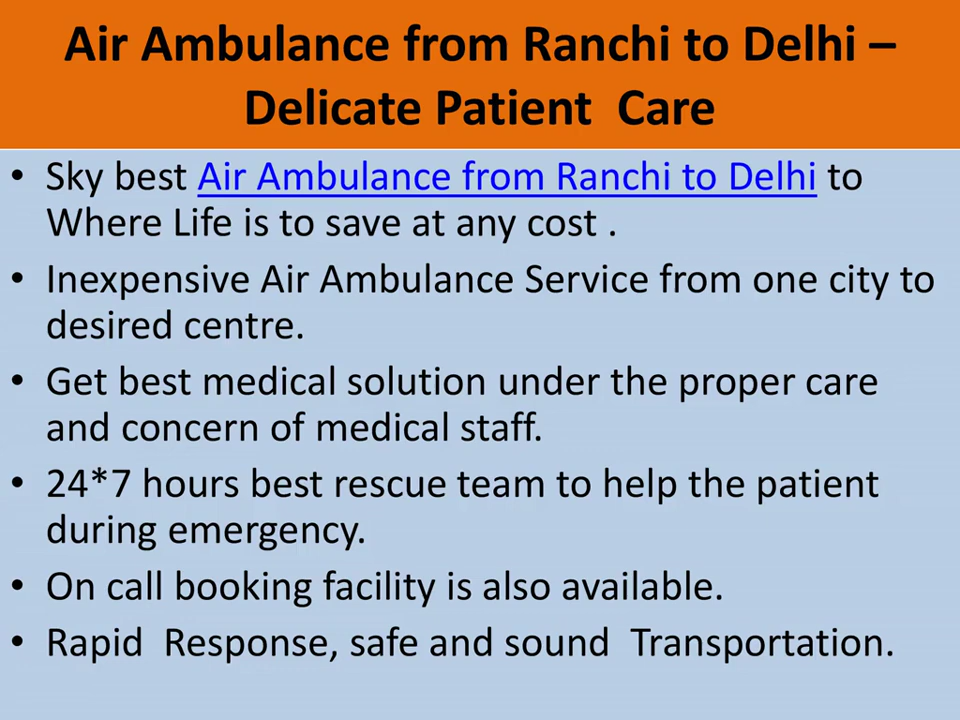 Air Ambulance from Ranchi to Delhi –
Delicate Patient  Care
• Sky best Air Ambulance from Ranchi to Delhi to
Where Life is to save at any cost .
• Inexpensive Air Ambulance Service from one city to
desired centre.
• Get best medical solution under the proper care
and concern of medical staff.
• 24*7 hours best rescue team to help the patient
during emergency.
• On call booking facility is also available.
• Rapid  Response, safe and sound  Transportation.